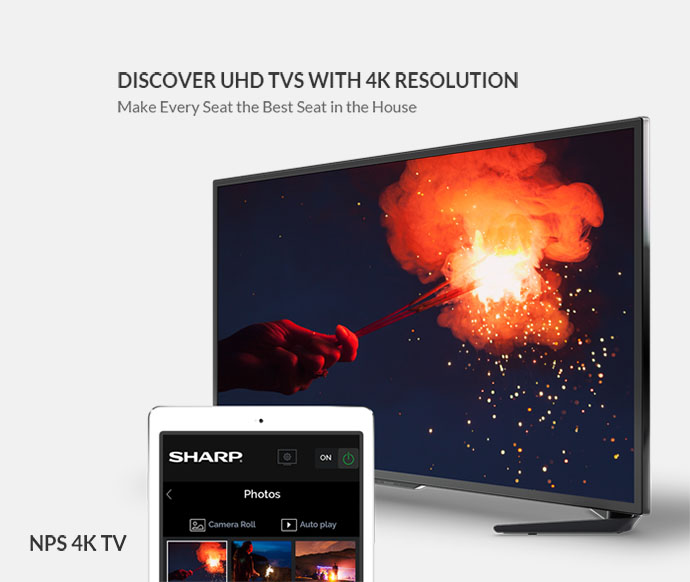 DISCOVER UHD TVS WITH 4K RESOLUTION
Make Every Seat the Best Seat in the House
SHARP
ON
Photos
Camera Roll
Auto play
NPS 4K TV